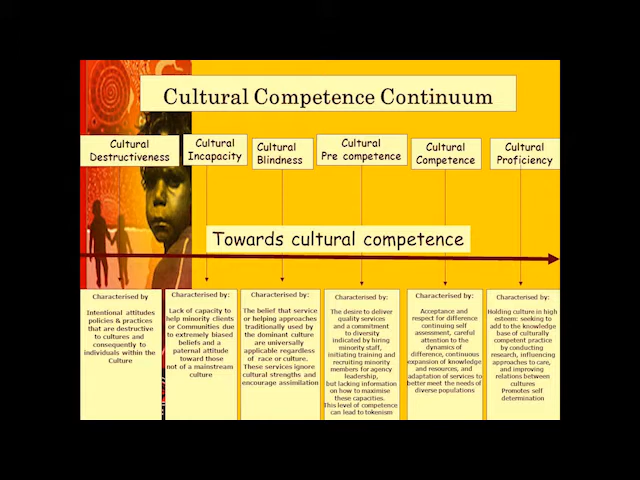 Cultural Competence Continuum
Cultural
Destructiveness
Cultural
Incapacity
Cultural
Blindness
Cultural
Pre competence
Cultural
Competence
Cultural
Proficiency
Towards cultural competence
Characterised by
Intentional attitudes
policies & practices
that are destructive
to cultures and
consequently to
individuals within the
Culture
Characterised by:
Lack of capacity to
help minority clients
or Communities due
to extremely biased
beliefs and a
paternal attitude
toward those
not of a mainstream
culture
Characterised by:
The belief that service
or helping approaches
traditionally used by
the dominant culture
are universally
applicable regardless
of race or culture.
These services ignore
cultural strengths and
encourage assimilation
Characterised by:
The desire to deliver
quality services
and a commitment
to diversity
indicated by hiring
minority staff,
initiating training and
recruiting minority
members for agency
leadership,
but lacking information
on how to maximise
these capacities.
This level of competence
can lead to tokenism
Characterised by:
Acceptance and
respect for difference
continuing self
assessment, careful
attention to the
dynamics of
difference, continuous
expansion of knowledge
and resources, and
adaptation of services to
better meet the needs of
diverse populations
Characterised by:
Holding culture in high
esteem: seeking to
add to the knowledge
base of culturally
competent practice
by conducting
research, influencing
approaches to care,
and improving
relations between
cultures
Promotes self
determination